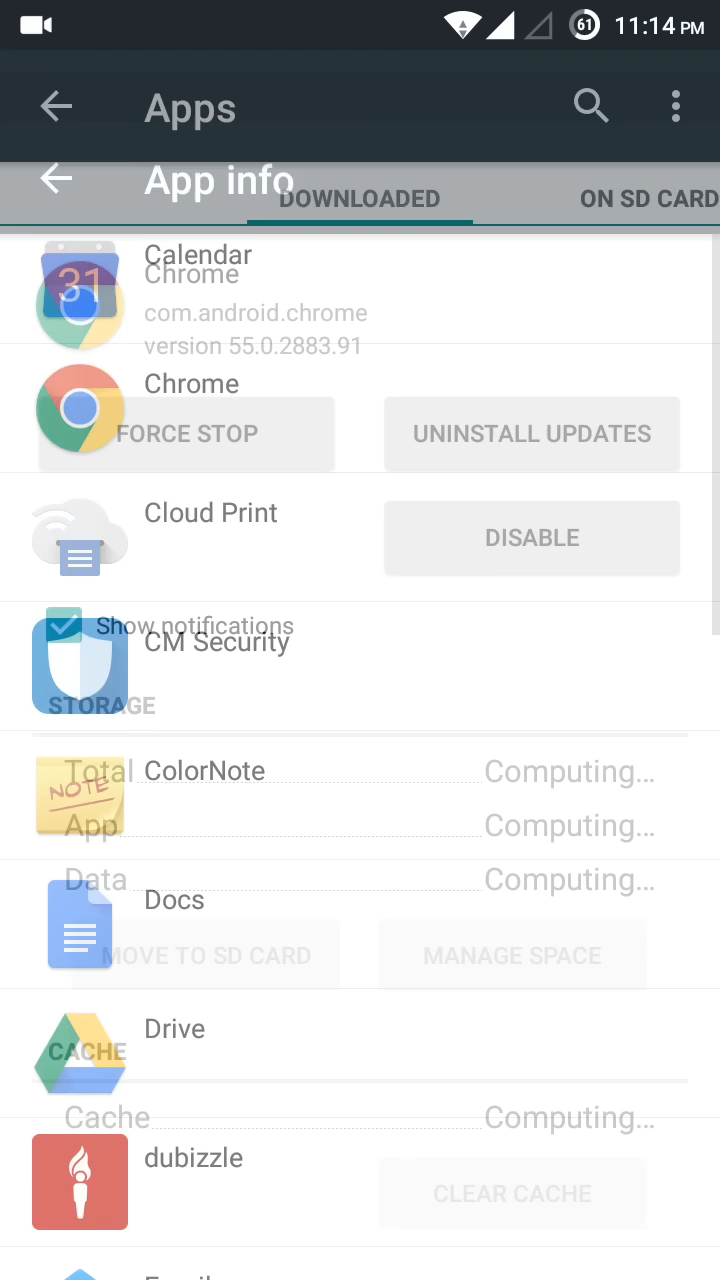 61 11:14 PM
Apps
App info
DOWNLOADED
ON SD CARD
31
Calendar
Chrome
com.android.chrome
version 55.0.2883.91
Chrome
FORCE STOP
UNINSTALL UPDATES
Cloud Print
DISABLE
Show notifications
CM Security
STORAGE
NOTE
Total
ColorNote
Computing...
App
Computing...
Data
Computing...
Docs
MOVE TO SD CARD
MANAGE SPACE
Drive
CACHE
Cache
Computing...
dubizzle
CLEAR CACHE